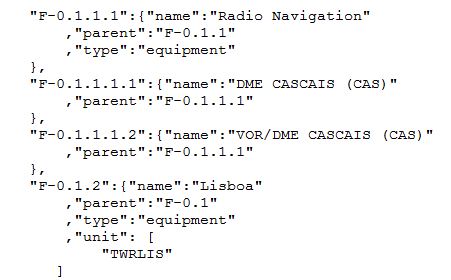 "F-0.1.1.1":{"name":"Radio Navigation"
,"parent":"F-0.1.1"
,"type":"equipment"
},
"F-0.1.1.1.1":{"name":"DME CASCAIS (CAS)"
,"parent":"F-0.1.1.1"
},
"F-0.1.1.1.2":{"name":"VOR/DME CASCAIS (CAS)"
,"parent":"F-0.1.1.1"
},
"F-0.1.2":{"name":"Lisboa"
,"parent":"F-0.1"
,"type":"equipment"
,"unit": [
"TWRLIS"
]